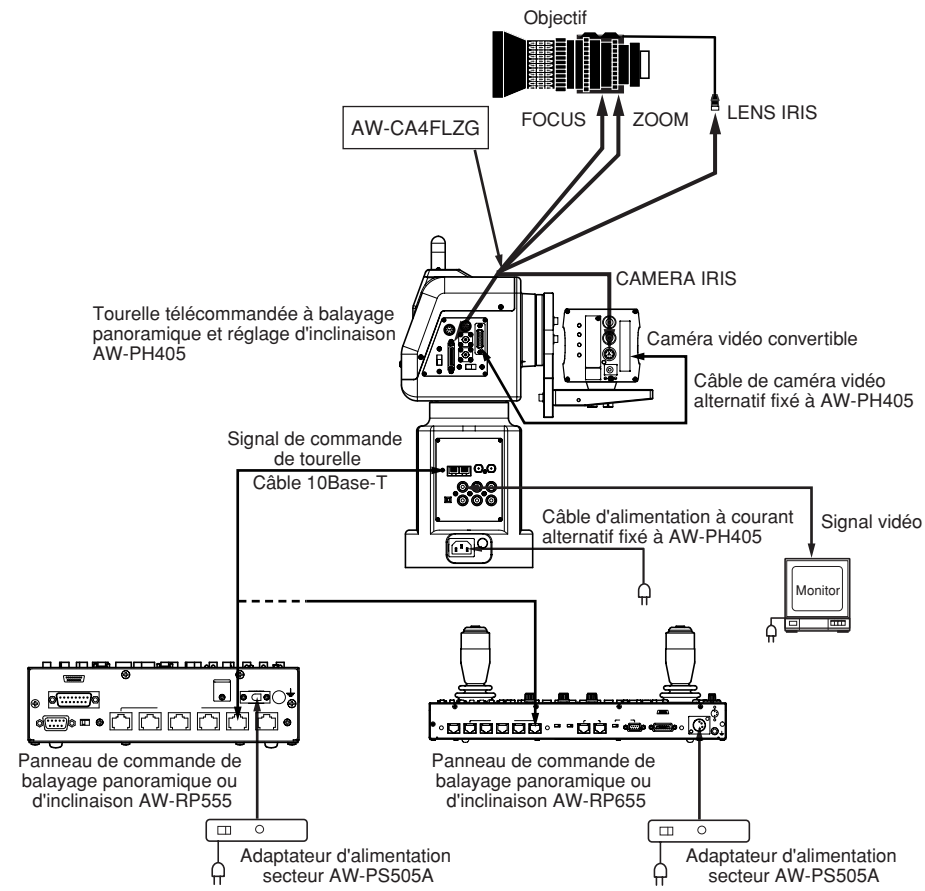 Objectif
FOCUS
ZOOM
LENS IRIS
AW-CA4FLZG
CAMERA IRIS
Tourelle télécommandée à balayage
panoramique et réglage d'inclinaison
AW-PH405
Caméra vidéo convertible
Câble de caméra vidéo
alternatif fixé à AW-PH405
Signal de commande
de tourelle
Câble 10Base-T
Câble d'alimentation à courant
alternatif fixé à AW-PH405
Signal vidéo
Monitor
Panneau de commande de
balayage panoramique ou
d'inclinaison AW-RP555
Panneau de commande de
balayage panoramique ou
d'inclinaison AW-RP655
Adaptateur d'alimentation
secteur AW-PS505A
Adaptateur d'alimentation
secteur AW-PS505A